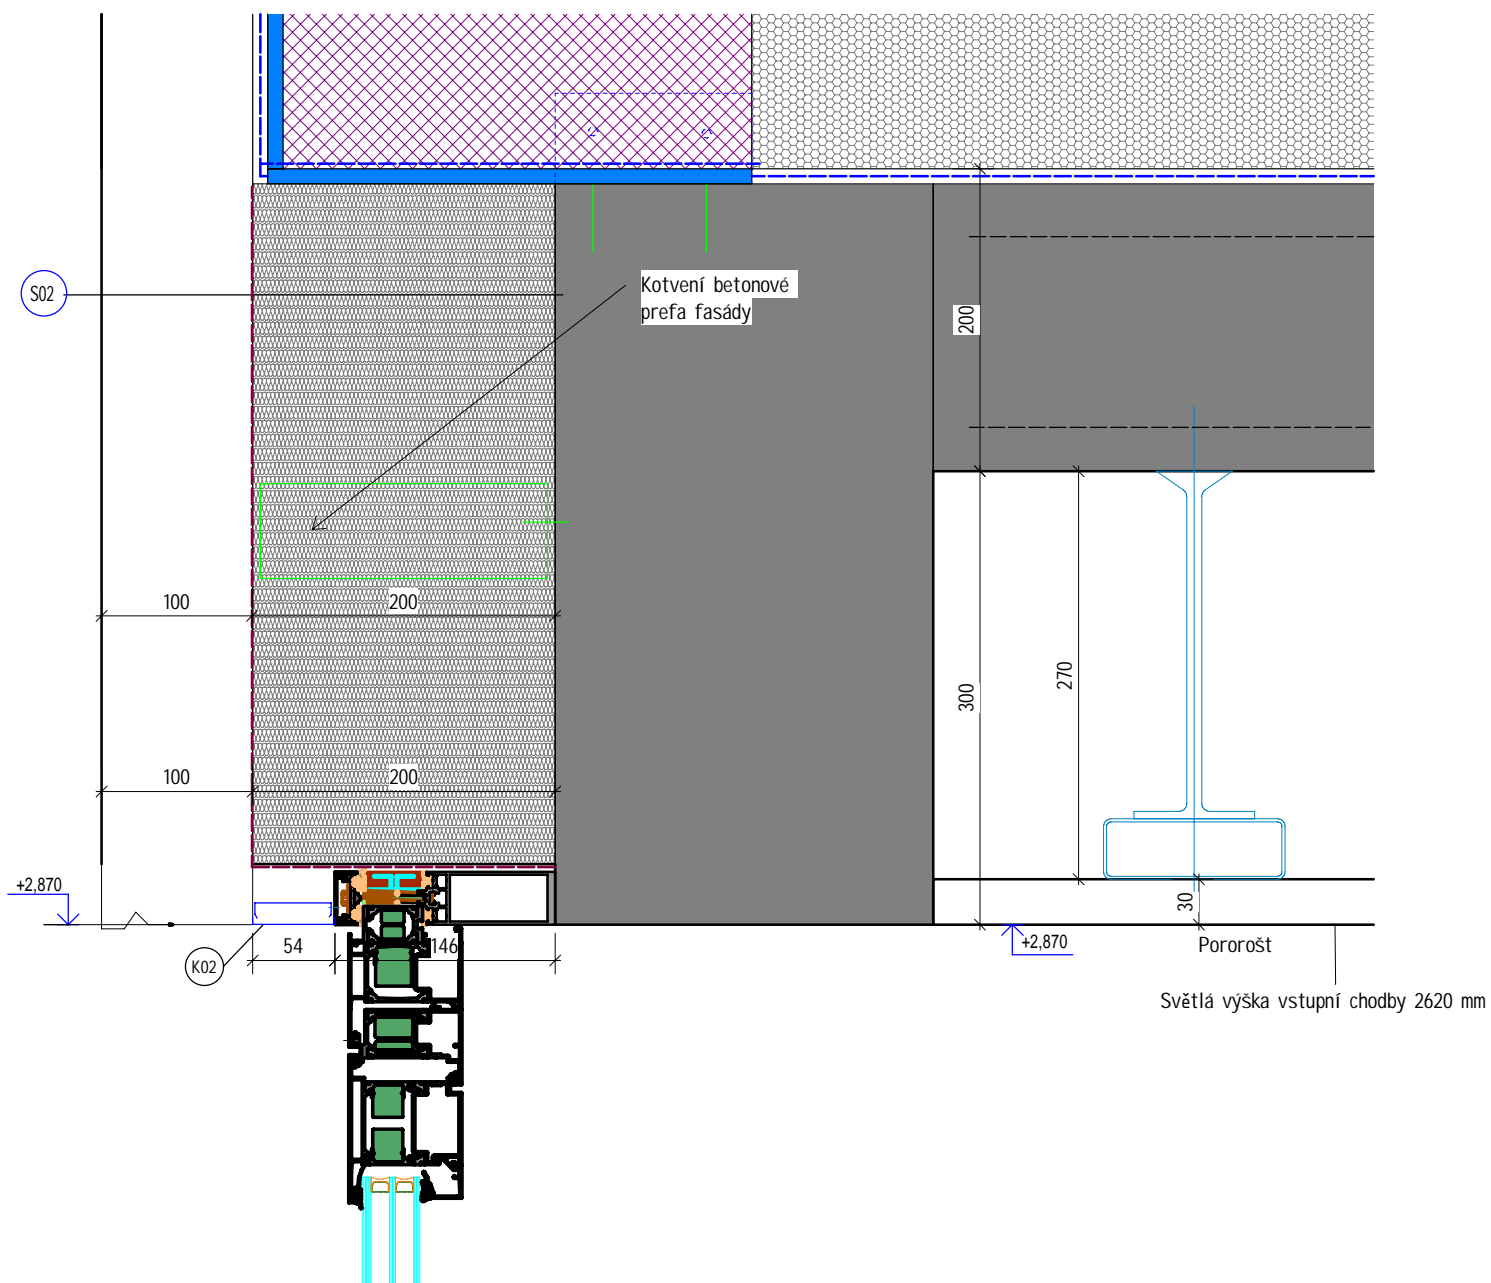 S02
Kotvení betonové
prefa fasády
200
100
200
270
300
100
200
+2,870
30
54
146
K02
+2,870
Pororošt
Světlá výška vstupní chodby 2620 mm